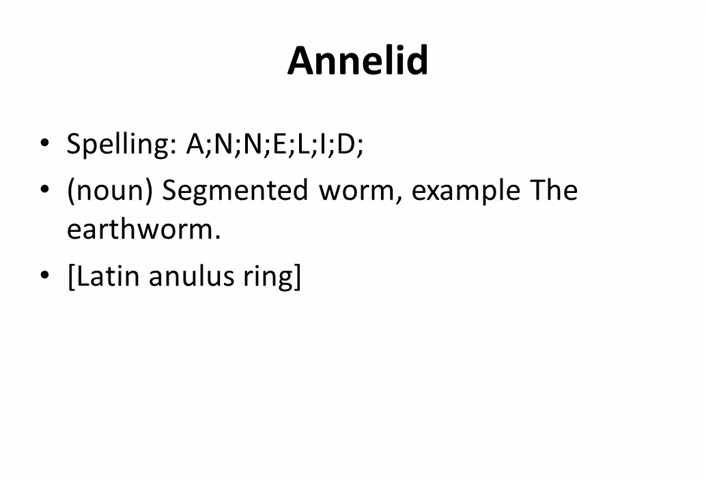 Annelid
• Spelling: A;N;N;E;L;I;D;
• (noun) Segmented worm, example The
earthworm.
• [Latin anulus ring]